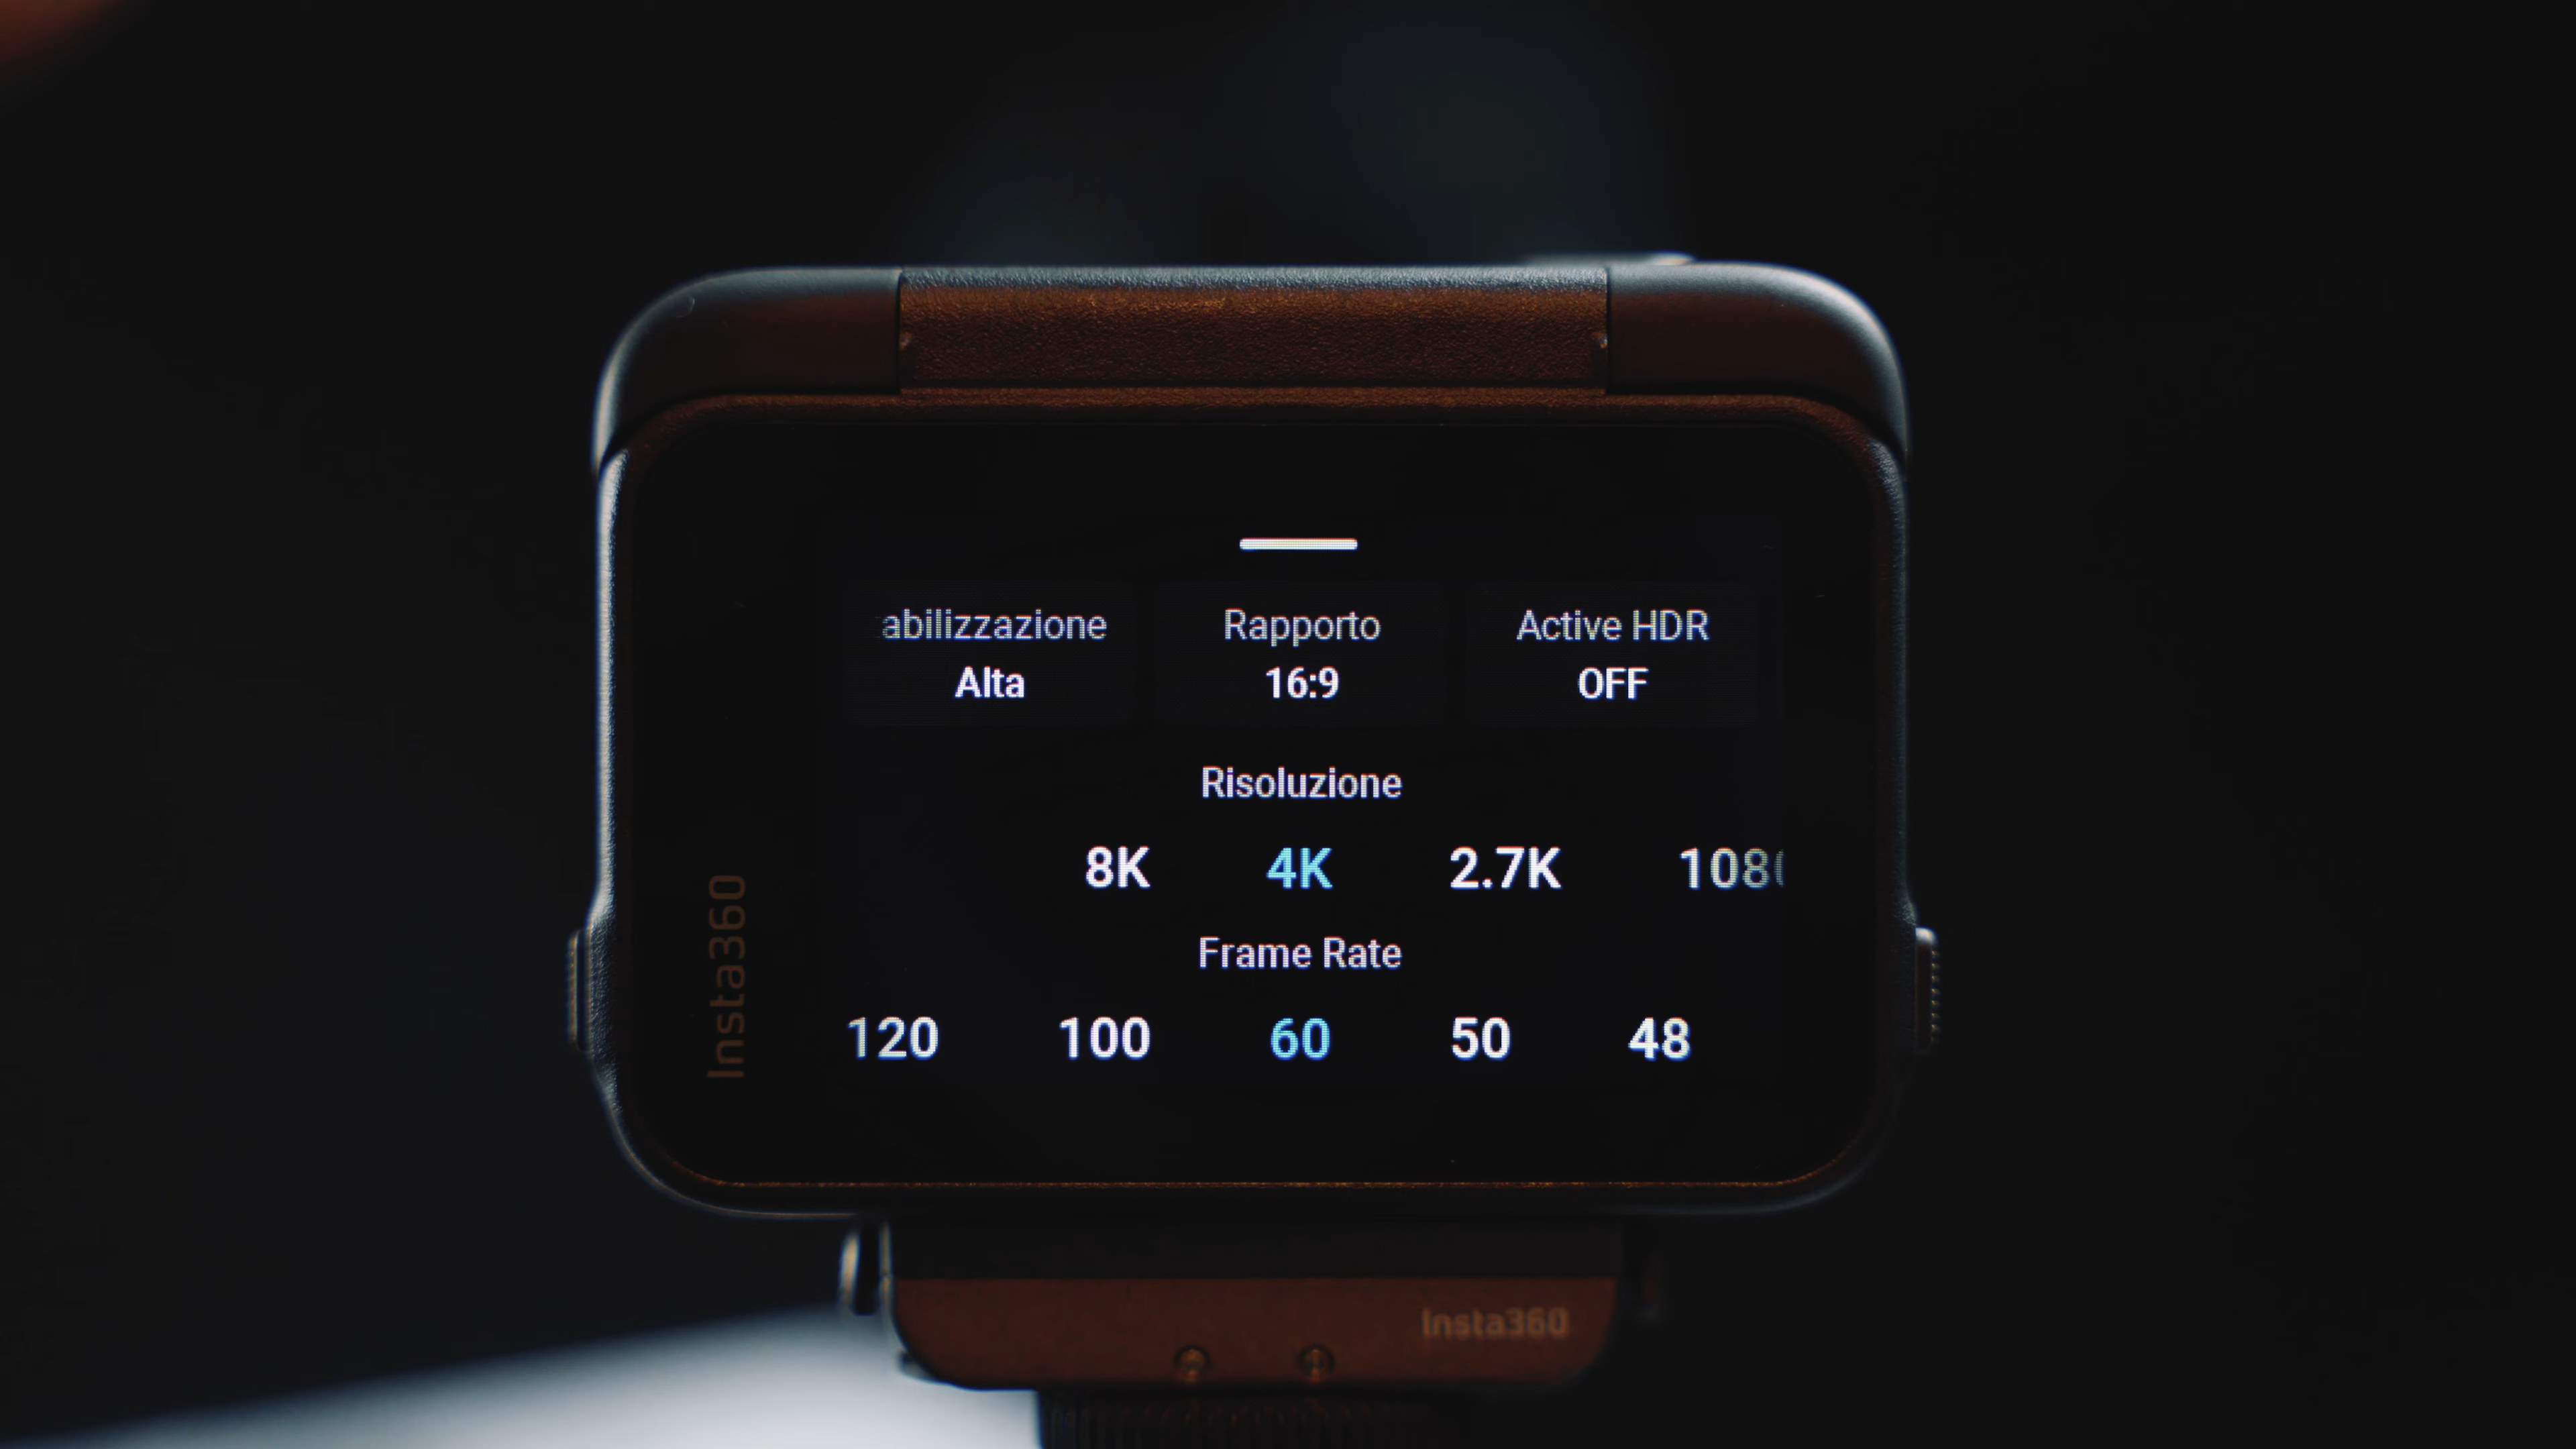 abilizzazione
Alta
Rapporto
16:9
Active HDR
OFF
Risoluzione
8K 4K 2.7K 108
Frame Rate
120 100 60 50 48
Insta360
Insta360